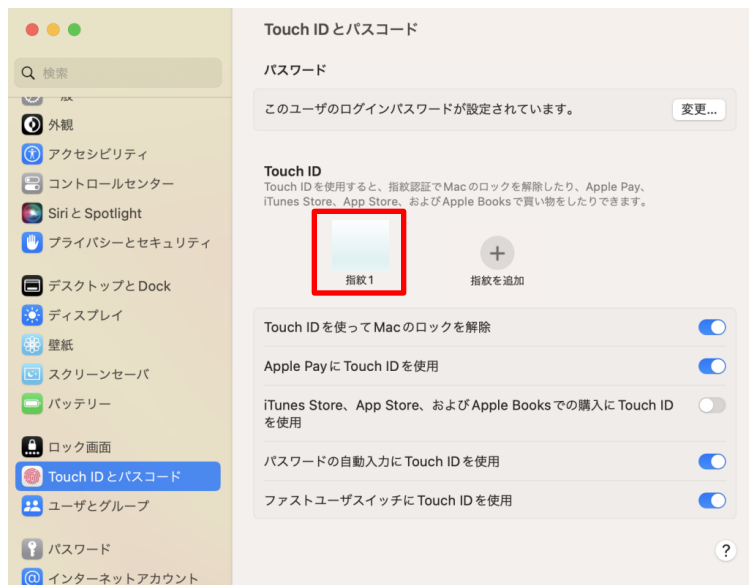 Touch IDとパスコード
検索
外観
アクセシビリティ
コントロールセンター
SiriとSpotlight
プライバシーとセキュリティ
デスクトップとDock
ディスプレイ
壁紙
スクリーンセーバ
バッテリー
ロック画面
Touch IDとパスコード
ユーザとグループ
パスワード
インターネットアカウント
パスワード
このユーザのログインパスワードが設定されています。
変更...
Touch ID
Touch IDを使用すると、指紋認証でMacのロックを解除したり、Apple Pay、
iTunes Store、App Store、およびApple Booksで買い物をしたりできます。
指紋1
指紋を追加
Touch IDを使ってMacのロックを解除
Apple PayにTouch IDを使用
iTunes Store、App Store、およびApple Booksでの購入にTouch ID
を使用
パスワードの自動入力にTouch IDを使用
ファストユーザスイッチにTouch IDを使用
?